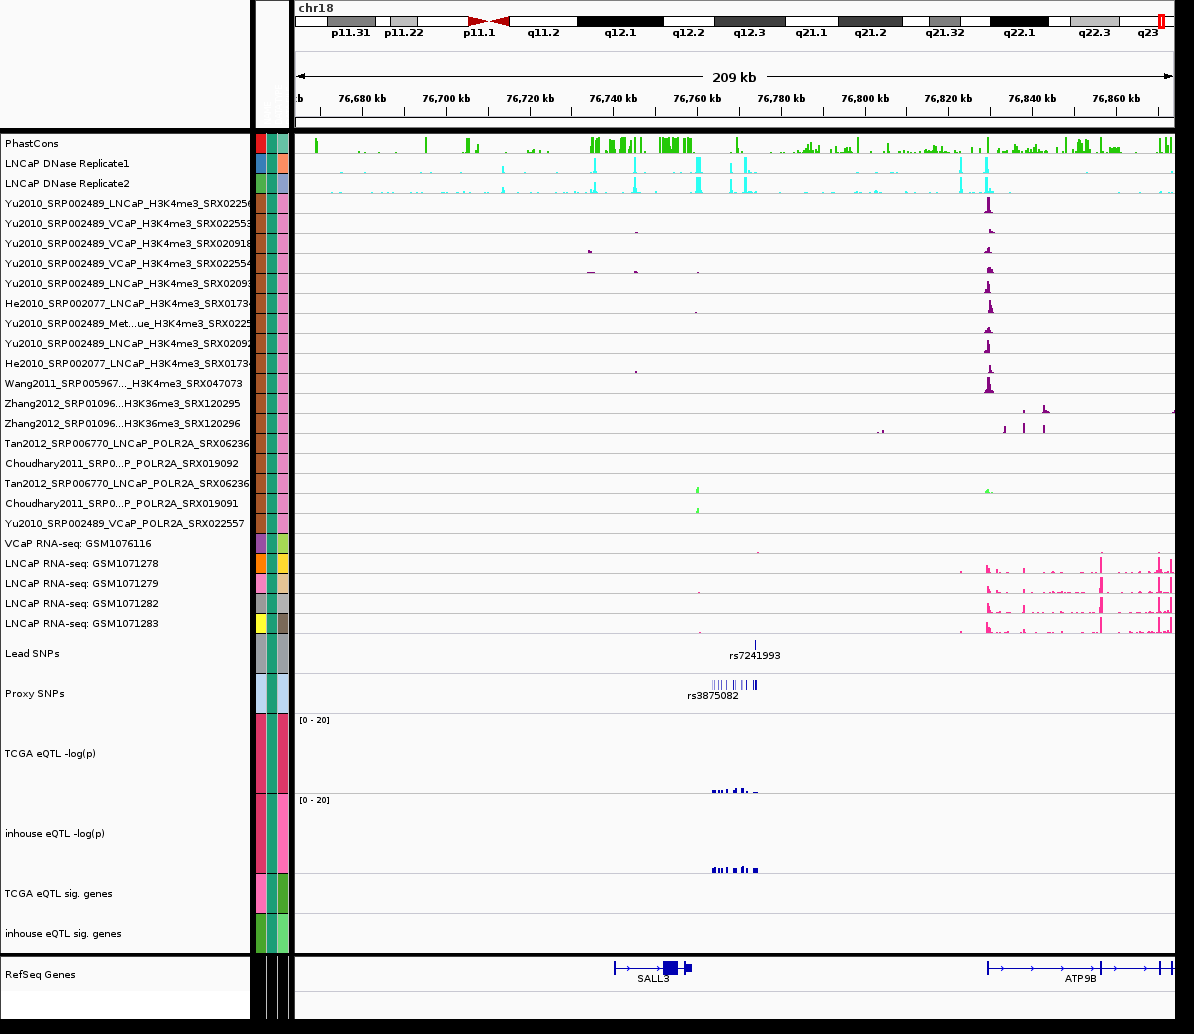 chr18
p11.31 p11.22 p11.1 q11.2 q12.1 q12.2 q12.3 q21.1 q21.2 q21.32 q22.1 q22.3 q23
209 kb
:b 76,680 kb 76,700 kb 76,720 kb 76,740 kb 76,760 kb 76,780 kb 76,800 kb 76,820 kb 76,840 kb 76,860 kb
PhastCons
LNCaP DNase Replicate1
LNCaP DNase Replicate2
Yu2010_SRP002489_LNCaP_H3K4me3_SRX02256
Yu2010_SRP002489_VCaP_H3K4me3_SRX022553
Yu2010_SRP002489_VCaP_H3K4me3_SRX020918
Yu2010_SRP002489_VCaP_H3K4me3_SRX022554
Yu2010_SRP002489_LNCaP_H3K4me3_SRX02093
He2010_SRP002077_LNCaP_H3K4me3_SRX0173
Yu2010_SRP002489_Met...ue_H3K4me3_SRX0225
Yu2010_SRP002489_LNCaP_H3K4me3_SRX02092
He2010_SRP002077_LNCaP_H3K4me3_SRX0173
Wang2011_SRP005967..._H3K4me3_SRX047073
Zhang2012_SRP01096...H3K36me3_SRX120295
Zhang2012_SRP01096...H3K36me3_SRX120296
Tan2012_SRP006770_LNCaP_POLR2A_SRX06236
Choudhary2011_SRP0...P_POLR2A_SRX019092
Tan2012_SRP006770_LNCaP_POLR2A_SRX06236
Choudhary2011_SRP0...P_POLR2A_SRX019091
Yu2010_SRP002489_VCaP_POLR2A_SRX022557
VCaP RNA-seq: GSM1076116
LNCaP RNA-seq: GSM1071278
LNCaP RNA-seq: GSM1071279
LNCaP RNA-seq: GSM1071282
LNCaP RNA-seq: GSM1071283
Lead SNPs
rs7241993
Proxy SNPs
rs3875082
[0 - 20]
TCGA eQTL -log(p)
[0 - 20]
inhouse eQTL -log(p)
TCGA eQTL sig. genes
inhouse eQTL sig. genes
RefSeq Genes
SALL3 ATP9B